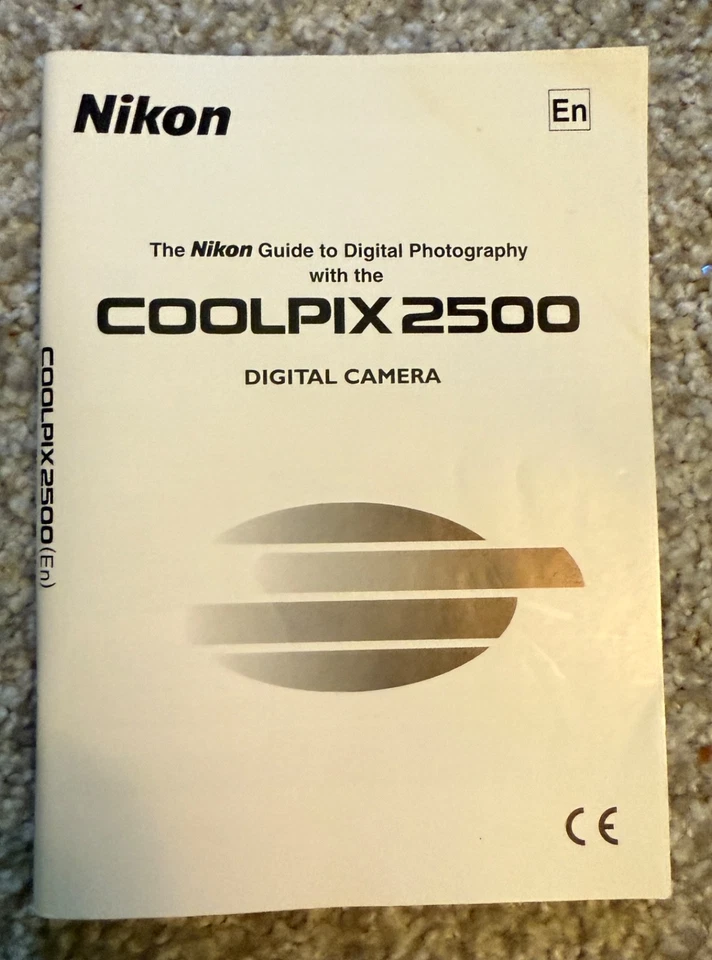 Nikon
En
The Nikon Guide to Digital Photography
with the
COOLPIX 2500
DIGITAL CAMERA
COOLPIX2500(En)
CE